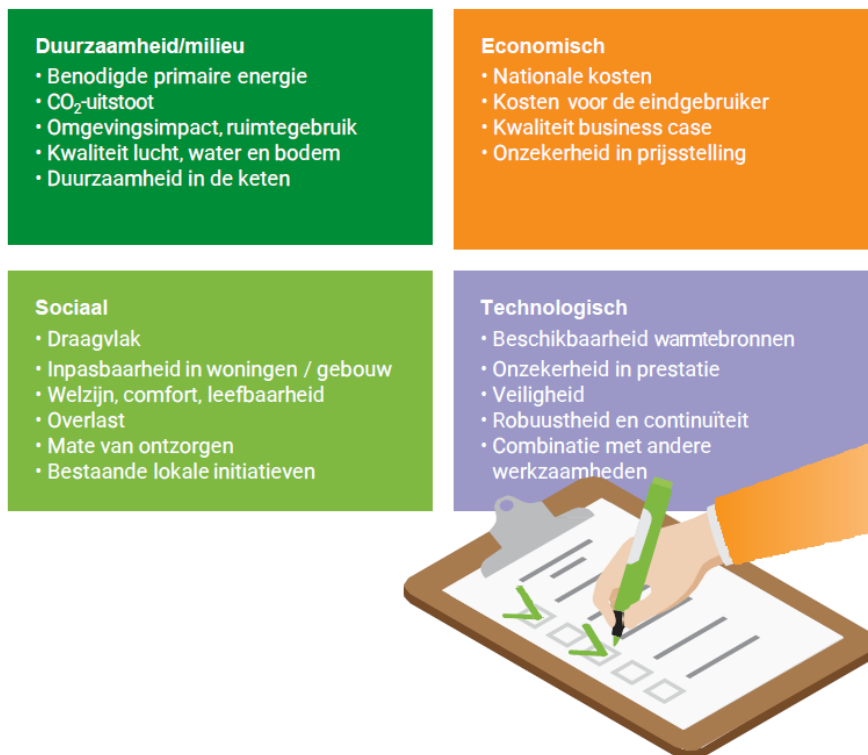 Duurzaamheid/milieu
• Benodigde primaire energie
• CO₂-uitstoot
• Omgevingsimpact, ruimtegebruik
• Kwaliteit lucht, water en bodem
• Duurzaamheid in de keten
Economisch
• Nationale kosten
• Kosten voor de eindgebruiker
• Kwaliteit business case
• Onzekerheid in prijsstelling
Sociaal
• Draagvlak
• Inpasbaarheid in woningen / gebouw
• Welzijn, comfort, leefbaarheid
• Overlast
• Mate van ontzorgen
• Bestaande lokale initiatieven
Technologisch
• Beschikbaarheid warmtebronnen
• Onzekerheid in prestatie
• Veiligheid
• Robuustheid en continuïteit
• Combinatie met andere
werkzaamheden